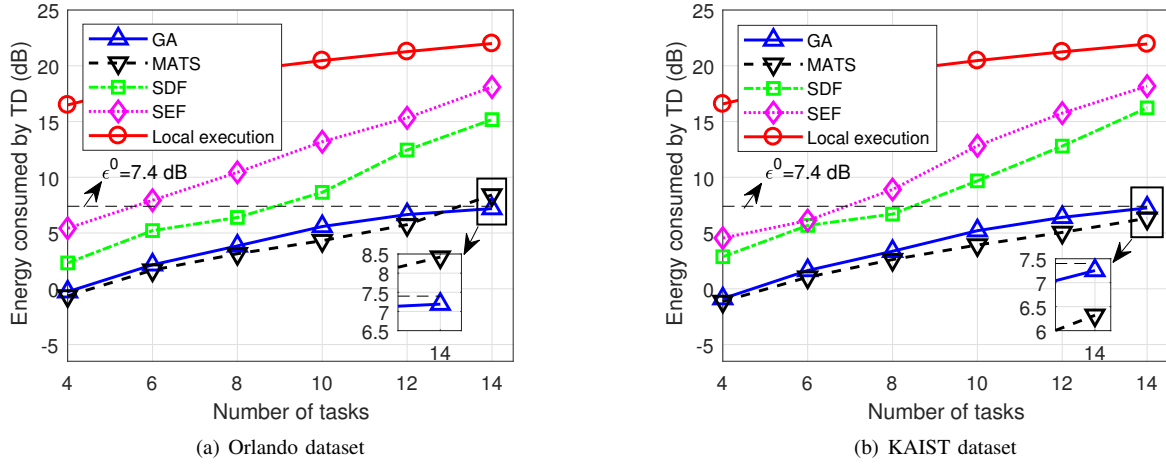 25
20
15
10
5
0
-5
Energy consumed by TD (dB)
GA
MATS
SDF
SEF
Local execution
ϵ⁰=7.4 dB
8.5
8
7.5
7
6.5
14
4 6 8 10 12 14
Number of tasks
(a) Orlando dataset
25
20
15
10
5
0
-5
Energy consumed by TD (dB)
GA
MATS
SDF
SEF
Local execution
ϵ⁰=7.4 dB
7.5
7
6.5
6
14
4 6 8 10 12 14
Number of tasks
(b) KAIST dataset